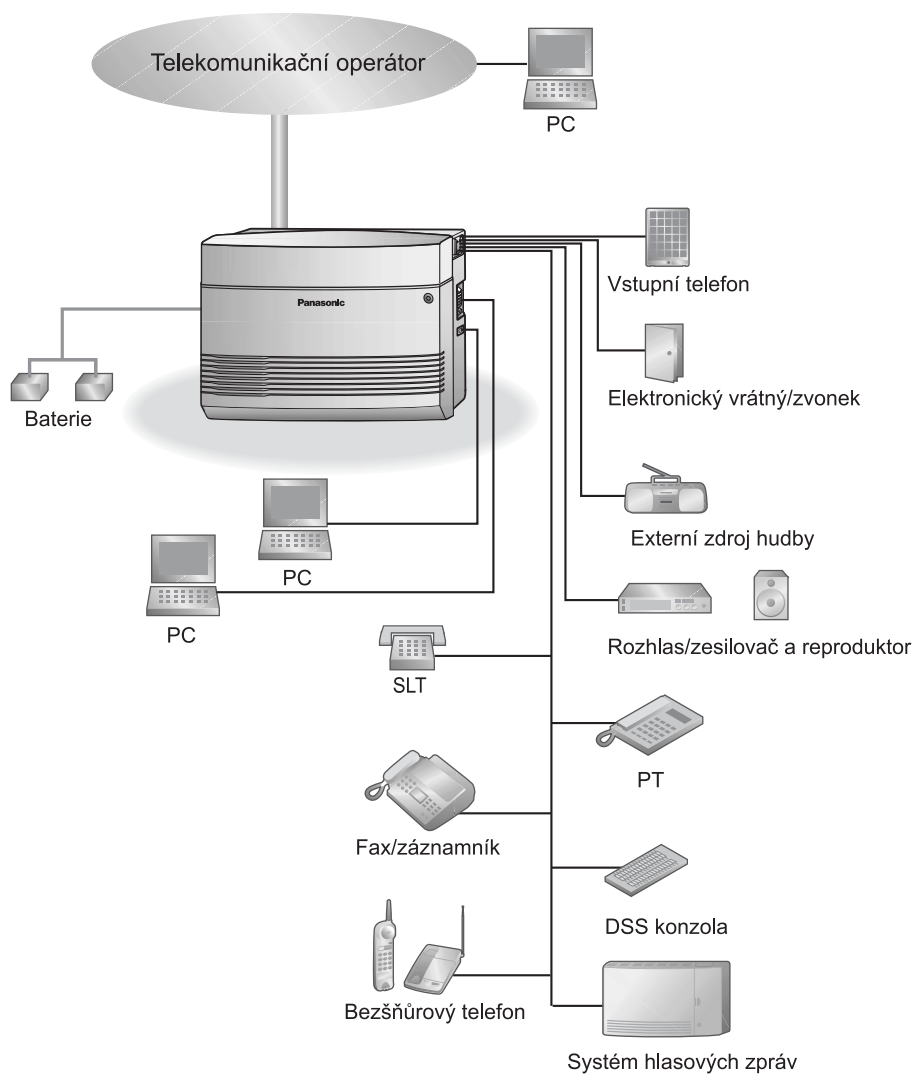 Telekomunikační operátor
PC
Panasonic
Vstupní telefon
Elektronický vrátný/zvonek
Baterie
Externí zdroj hudby
PC
PC
Rozhlas/zesilovač a reproduktor
SLT
PT
Fax/záznamník
DSS konzola
Bezšňůrový telefon
Systém hlasových zpráv